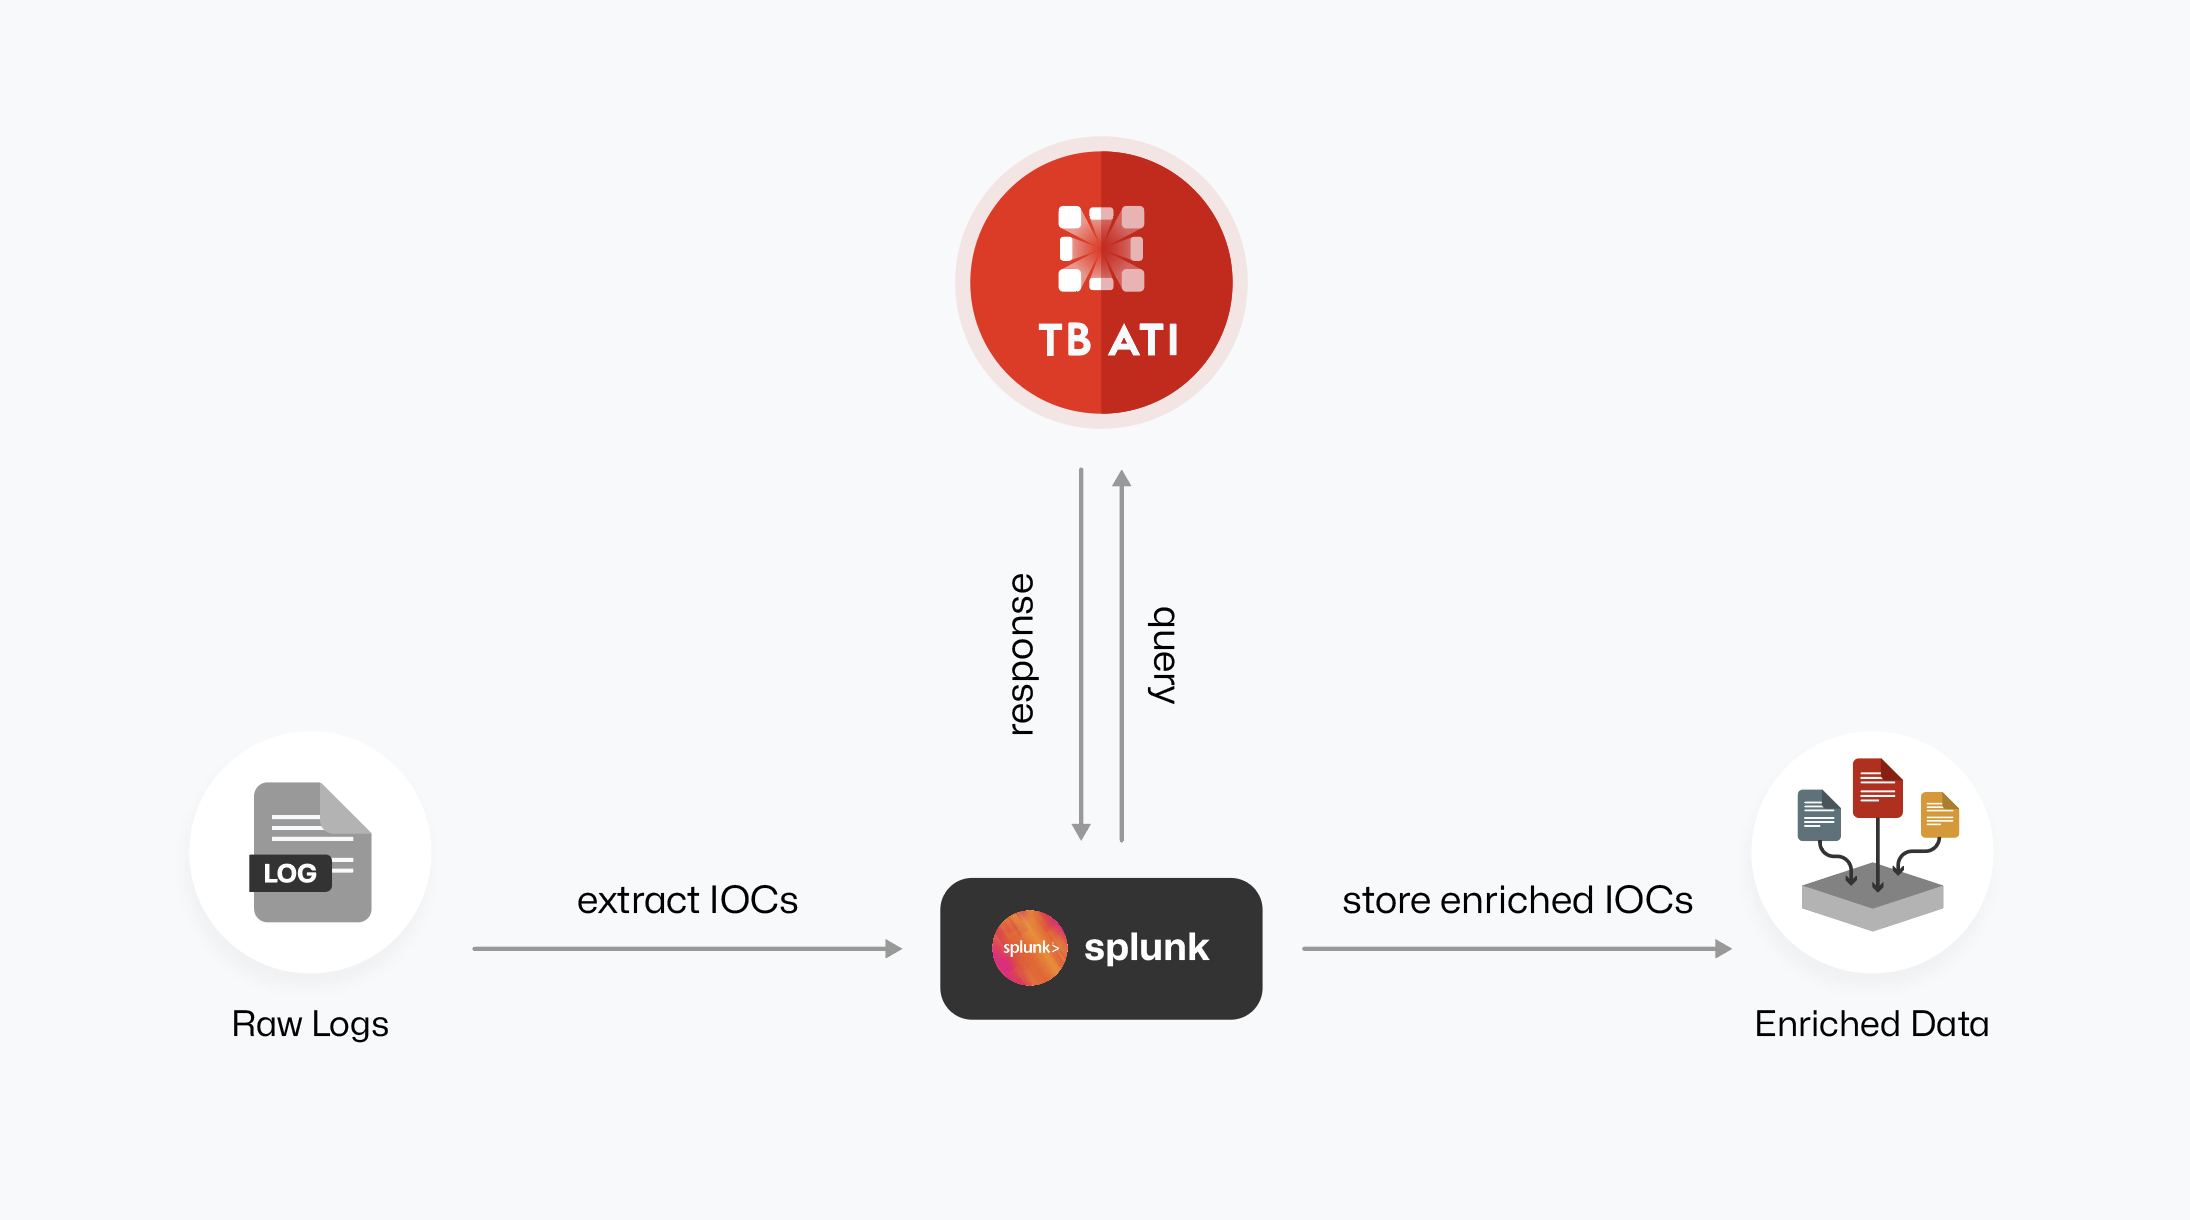 TB ATI
response
query
LOG
extract IOCs
splunk>
splunk
store enriched IOCs
Raw Logs
Enriched Data